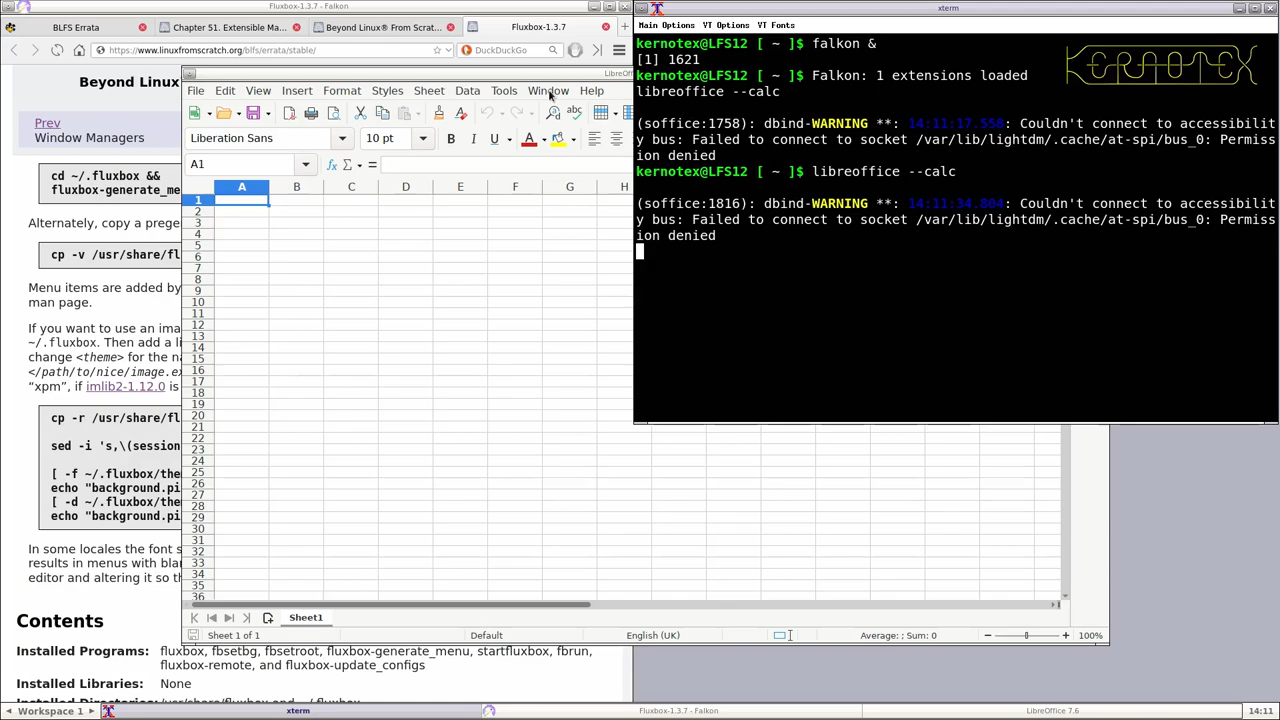 Fluxbox-1.3.7 - Falkon
BLFS Errata
Chapter 51. Extensible Ma
Beyond Linux® From Scrat
Fluxbox-1.3.7
https://www.linuxfromscratch.org/blfs/errata/stable/
DuckDuckGo
Beyond Linux
Prev
Window Managers
cd ~/.fluxbox &&
fluxbox-generate_me
Alternately, copy a prege
cp -v /usr/share/fl
Menu items are added by
man page.
If you want to use an ima
~/.fluxbox. Then add a li
change <theme> for the na
</path/to/nice/image.ex
“xpm”, if imlib2-1.12.0 is
cp -r /usr/share/fl
sed -i 's,\(session
[ -f ~/.fluxbox/the
echo "background.pi
[ -d ~/.fluxbox/the
echo "background.pi
In some locales the font s
results in menus with blan
editor and altering it so th
Contents
Installed Programs: fluxbox, fbsetbg, fbsetroot, fluxbox-generate_menu, startfluxbox, fbrun,
fluxbox-remote, and fluxbox-update_configs
Installed Libraries: None
LibreOffi
File Edit View Insert Format Styles Sheet Data Tools Window Help
Liberation Sans 10 pt B I U A
A1 fx Σ =
A B C D E F G H
1
2
3
4
5
6
7
8
9
10
11
12
13
14
15
16
17
18
19
20
21
22
23
24
25
26
27
28
29
30
31
32
33
34
35
36
Sheet1
Sheet 1 of 1 Default English (UK) Average: ; Sum: 0 100%
xterm
Main Options VT Options VT Fonts
KERNOTEX
kernotex@LFS12 [ ~ ]$ falkon &
[1] 1621
kernotex@LFS12 [ ~ ]$ Falkon: 1 extensions loaded
libreoffice --calc
(soffice:1758): dbind-WARNING **: 14:11:17.558: Couldn't connect to accessibilit
y bus: Failed to connect to socket /var/lib/lightdm/.cache/at-spi/bus_0: Permiss
ion denied
kernotex@LFS12 [ ~ ]$ libreoffice --calc
(soffice:1816): dbind-WARNING **: 14:11:34.804: Couldn't connect to accessibilit
y bus: Failed to connect to socket /var/lib/lightdm/.cache/at-spi/bus_0: Permiss
ion denied
Workspace 1 xterm Fluxbox-1.3.7 - Falkon LibreOffice 7.6 14:11